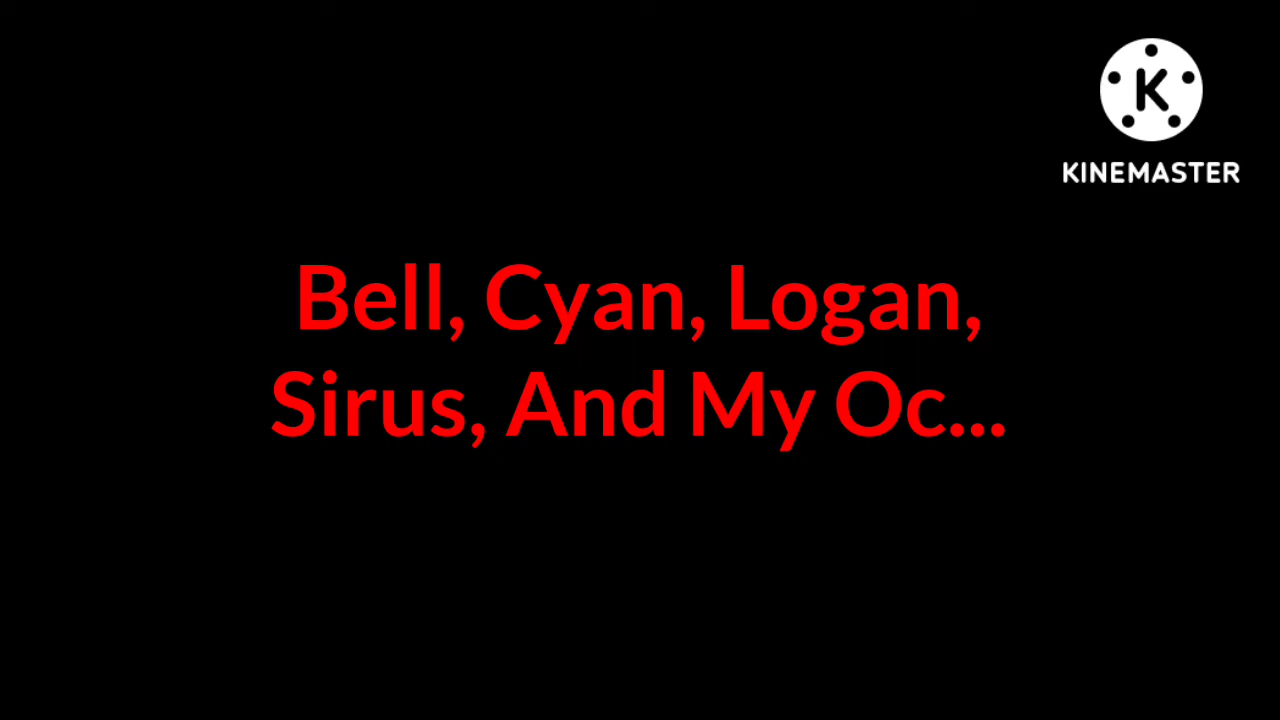 K
KINEMASTER
Bell, Cyan, Logan,
Sirus, And My Oc...